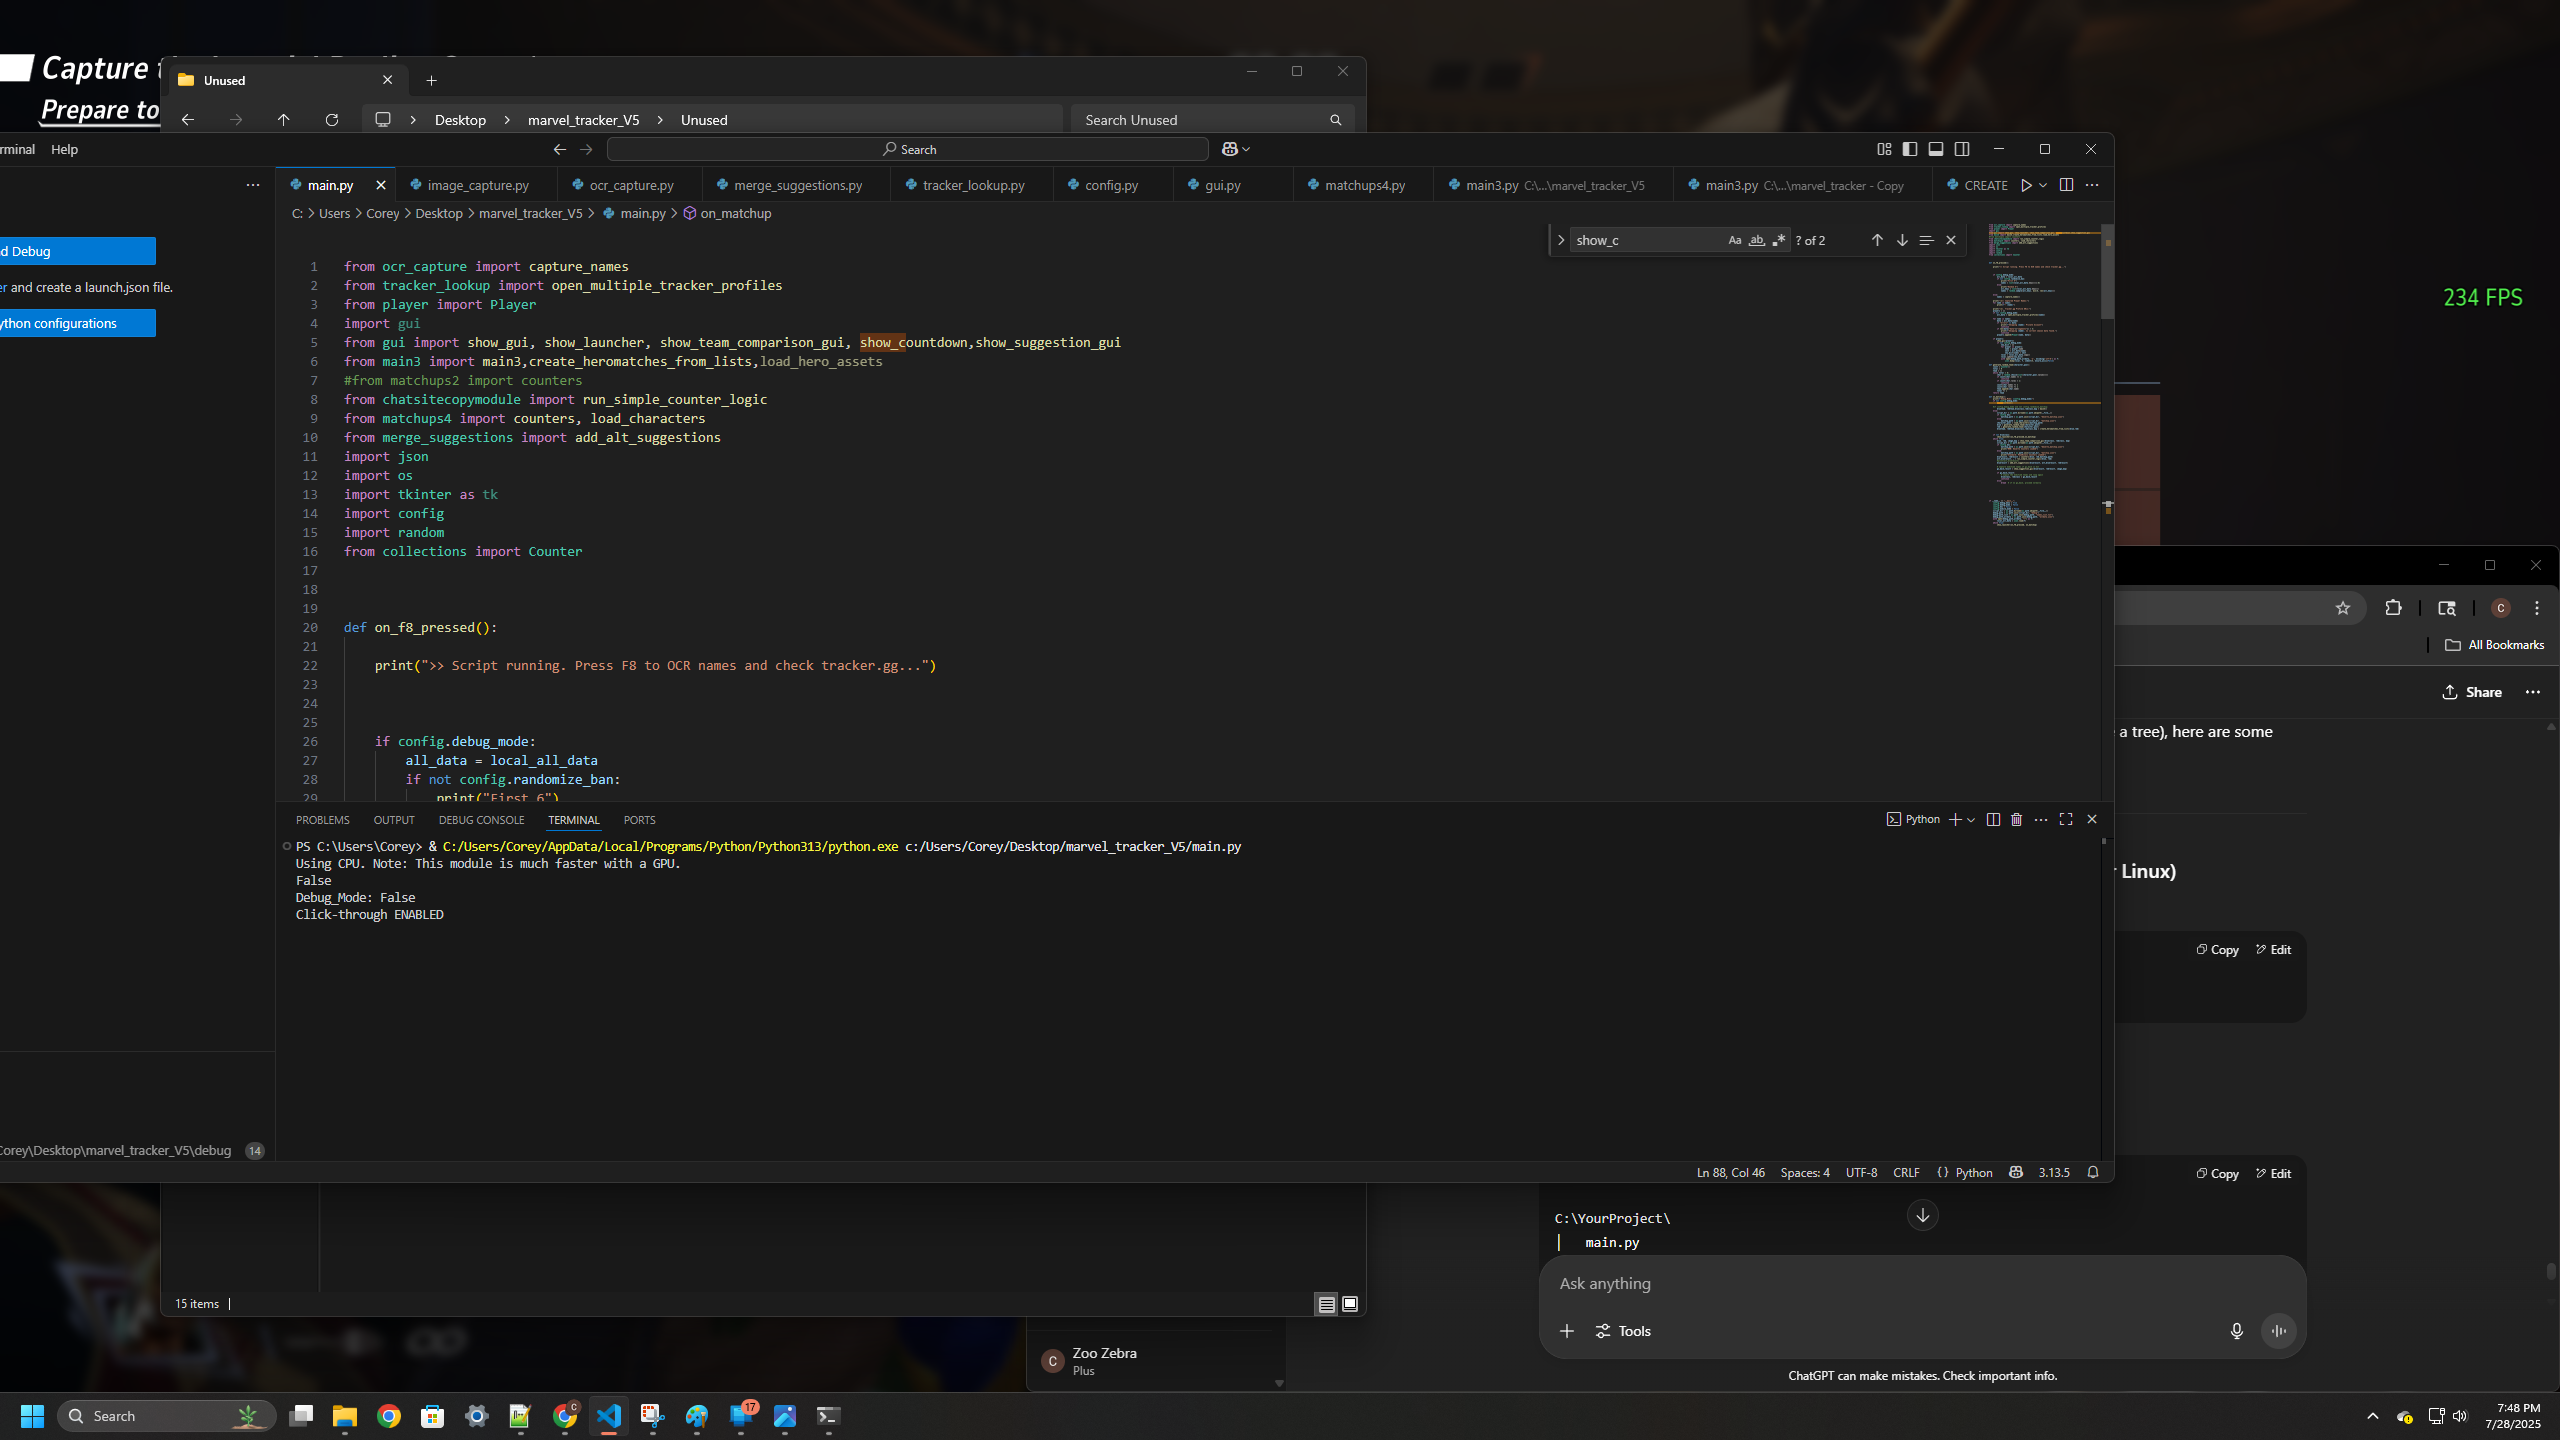 Capture
Prepare to
Unused
Desktop > marvel_tracker_V5 > Unused
Search Unused
rminal Help
Search
main.py
image_capture.py
ocr_capture.py
merge_suggestions.py
tracker_lookup.py
config.py
gui.py
matchups4.py
main3.py C:\...\marvel_tracker_V5
main3.py C:\...\marvel_tracker - Copy
CREATE
C: > Users > Corey > Desktop > marvel_tracker_V5 > main.py > on_matchup
show_c
Aa ab
? of 2
d Debug
er and create a launch.json file.
ython configurations
1 from ocr_capture import capture_names
2 from tracker_lookup import open_multiple_tracker_profiles
3 from player import Player
4 import gui
5 from gui import show_gui, show_launcher, show_team_comparison_gui, show_countdown,show_suggestion_gui
6 from main3 import main3,create_heromatches_from_lists,load_hero_assets
7 #from matchups2 import counters
8 from chatsitecopymodule import run_simple_counter_logic
9 from matchups4 import counters, load_characters
10 from merge_suggestions import add_alt_suggestions
11 import json
12 import os
13 import tkinter as tk
14 import config
15 import random
16 from collections import Counter
17
18
19
20 def on_f8_pressed():
21
22 print(">> Script running. Press F8 to OCR names and check tracker.gg...")
23
24
25
26 if config.debug_mode:
27 all_data = local_all_data
28 if not config.randomize_ban:
29 print("First 6")
234 FPS
PROBLEMS OUTPUT DEBUG CONSOLE TERMINAL PORTS
Python
PS C:\Users\Corey> & C:/Users/Corey/AppData/Local/Programs/Python/Python313/python.exe c:/Users/Corey/Desktop/marvel_tracker_V5/main.py
Using CPU. Note: This module is much faster with a GPU.
False
Debug_Mode: False
Click-through ENABLED
Corey\Desktop\marvel_tracker_V5\debug 14
Ln 88, Col 46 Spaces: 4 UTF-8 CRLF {} Python 3.13.5
C
All Bookmarks
Share
a tree), here are some
Linux)
Copy Edit
Copy Edit
C:\YourProject\
│ main.py
Ask anything
Tools
ChatGPT can make mistakes. Check important info.
15 items
C
Zoo Zebra
Plus
Search
C
17
7:48 PM
7/28/2025